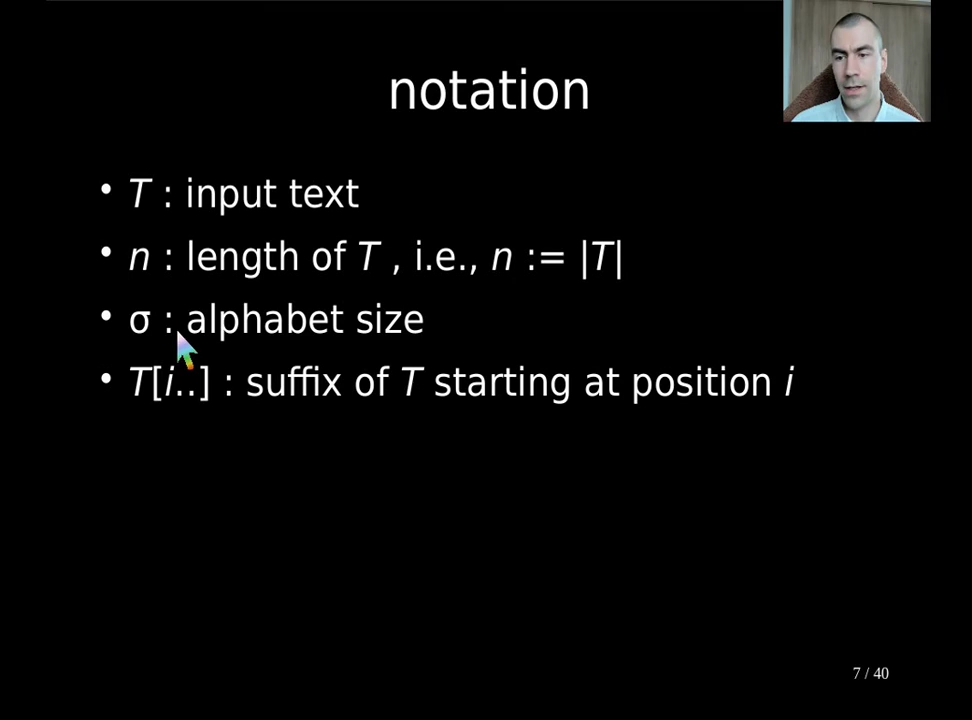 notation
• T : input text
• n : length of T , i.e., n := |T|
• σ : alphabet size
• T[i..] : suffix of T starting at position i
7 / 40